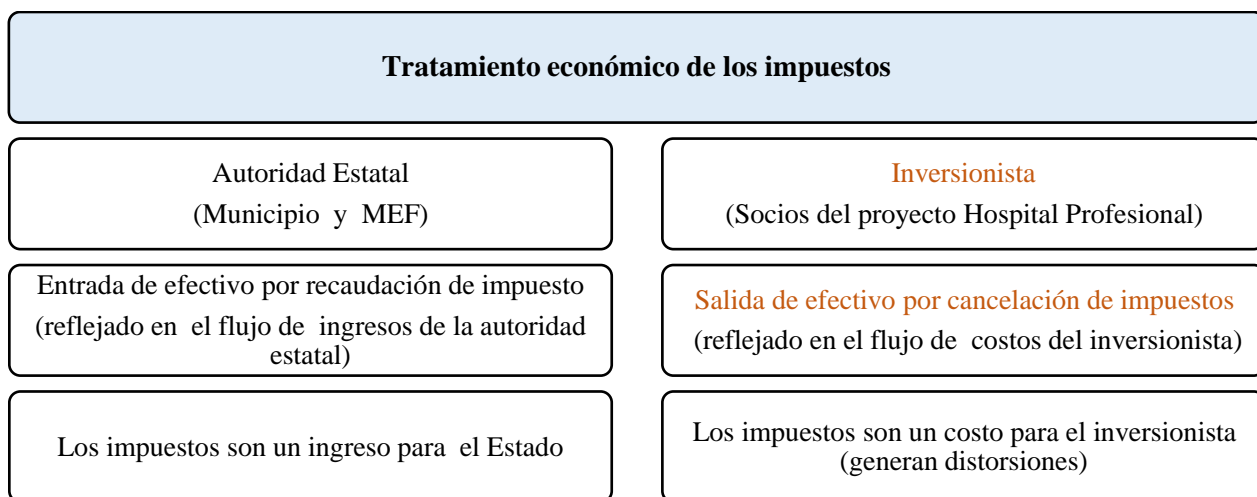 Tratamiento económico de los impuestos
Autoridad Estatal
(Municipio y MEF)
Inversionista
(Socios del proyecto Hospital Profesional)
Entrada de efectivo por recaudación de impuesto
(reflejado en el flujo de ingresos de la autoridad
estatal)
Salida de efectivo por cancelación de impuestos
(reflejado en el flujo de costos del inversionista)
Los impuestos son un ingreso para el Estado
Los impuestos son un costo para el inversionista
(generan distorsiones)